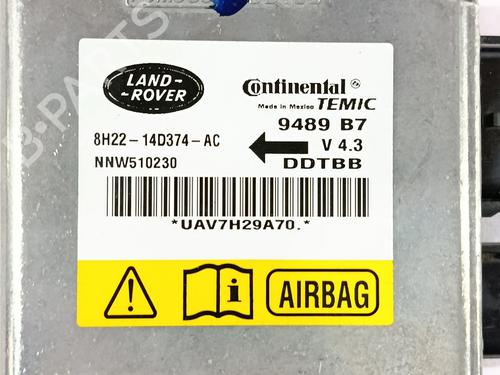 LAND-
ROVER
Continental
Made in Mexico TEMIC
8H22-14D374-AC
9489 B7
V 4.3
NNW510230
DDTBB
*UAV7H29A70.*
i
AIRBAG
B-PARTS